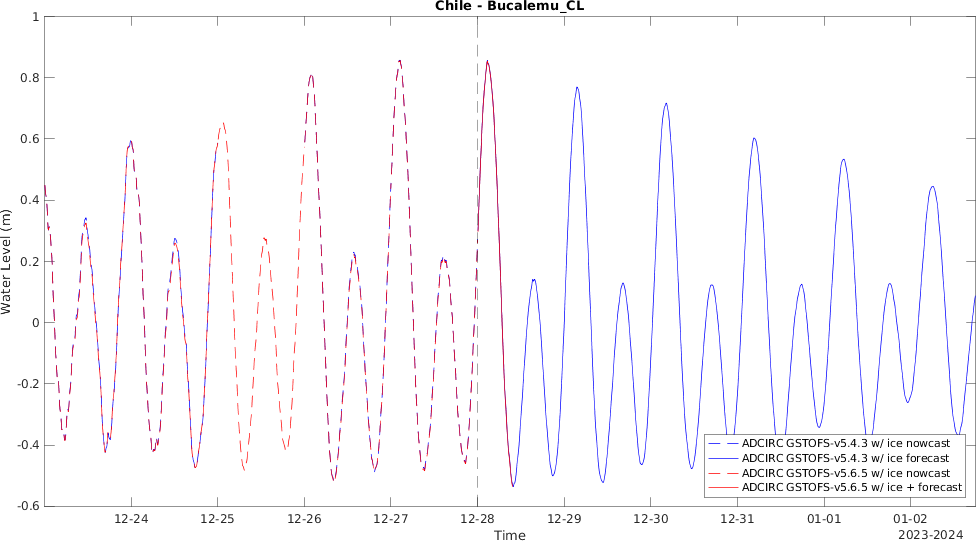 Chile - Bucalemu_CL
1
0.8
0.6
0.4
0.2
0
-0.2
-0.4
-0.6
Water Level (m)
12-24
12-25
12-26
12-27
12-28
12-29
12-30
12-31
01-01
01-02
Time
2023-2024
ADCIRC GSTOFS-v5.4.3 w/ ice nowcast
ADCIRC GSTOFS-v5.4.3 w/ ice forecast
ADCIRC GSTOFS-v5.6.5 w/ ice nowcast
ADCIRC GSTOFS-v5.6.5 w/ ice + forecast